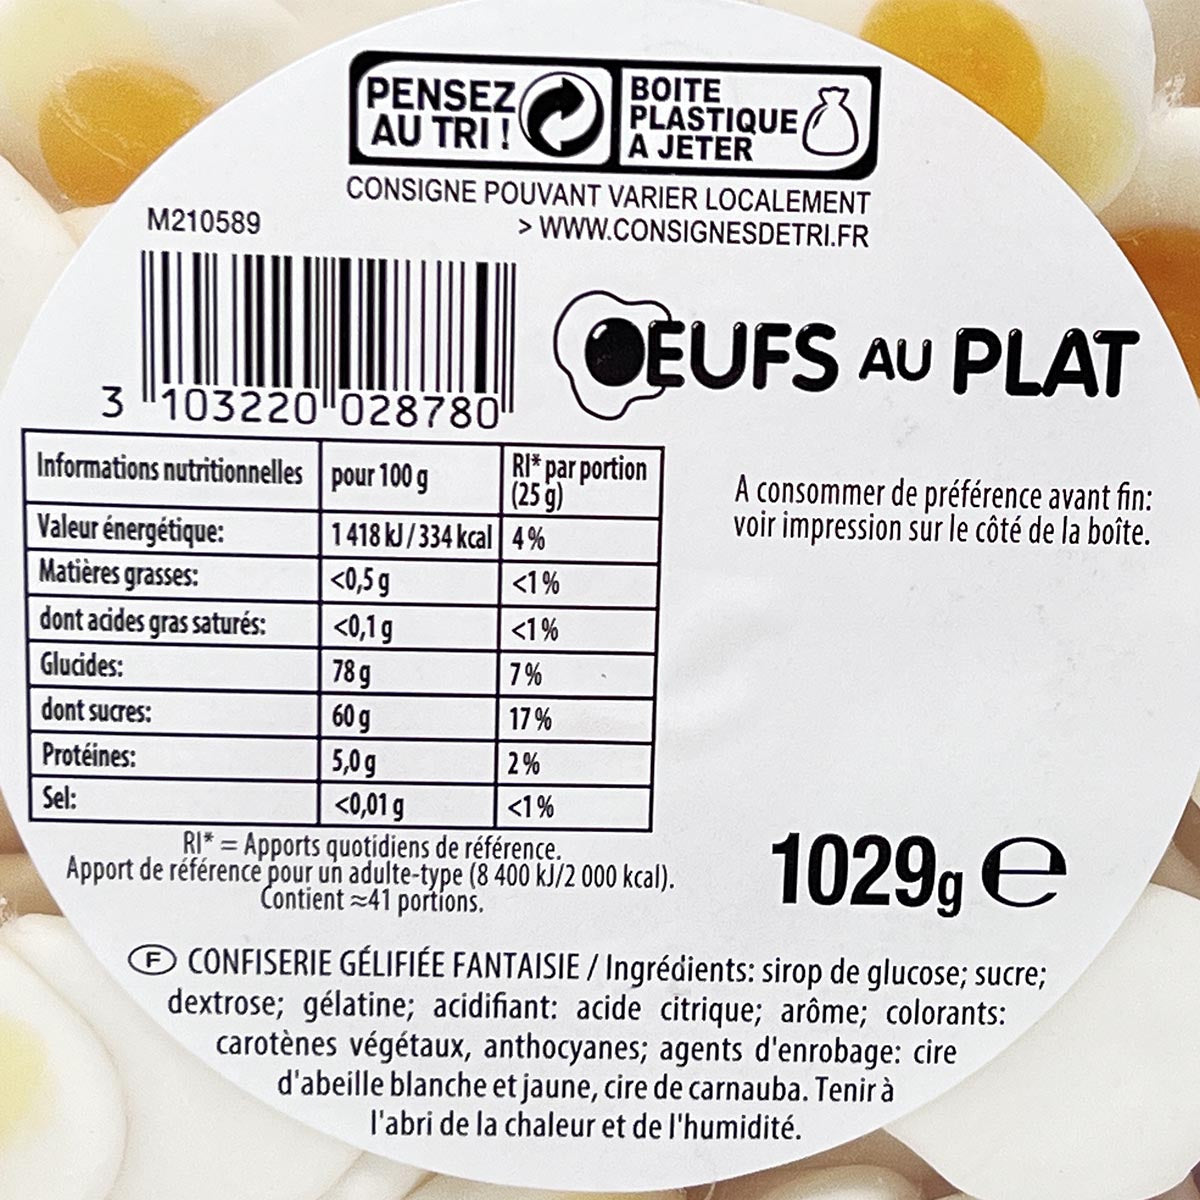 PENSEZ
AU TRI !
BOITE
PLASTIQUE
A JETER
CONSIGNE POUVANT VARIER LOCALEMENT
> WWW.CONSIGNESDETRI.FR
M210589
3 103220 028780
OEUFS AU PLAT
Informations nutritionnelles pour 100 g RI* par portion
(25 g)
Valeur énergétique: 1 418 kJ / 334 kcal 4 %
Matières grasses: <0,5 g <1 %
dont acides gras saturés: <0,1 g <1 %
Glucides: 78 g 7 %
dont sucres: 60 g 17 %
Protéines: 5,0 g 2 %
Sel: <0,01 g <1 %
RI* = Apports quotidiens de référence.
Apport de référence pour un adulte-type (8 400 kJ/2 000 kcal).
Contient ≈41 portions.
A consommer de préférence avant fin:
voir impression sur le côté de la boîte.
1029g e
F CONFISERIE GÉLIFIÉE FANTAISIE / Ingrédients: sirop de glucose; sucre;
dextrose; gélatine; acidifiant: acide citrique; arôme; colorants:
carotènes végétaux, anthocyanes; agents d'enrobage: cire
d'abeille blanche et jaune, cire de carnauba. Tenir à
l'abri de la chaleur et de l'humidité.